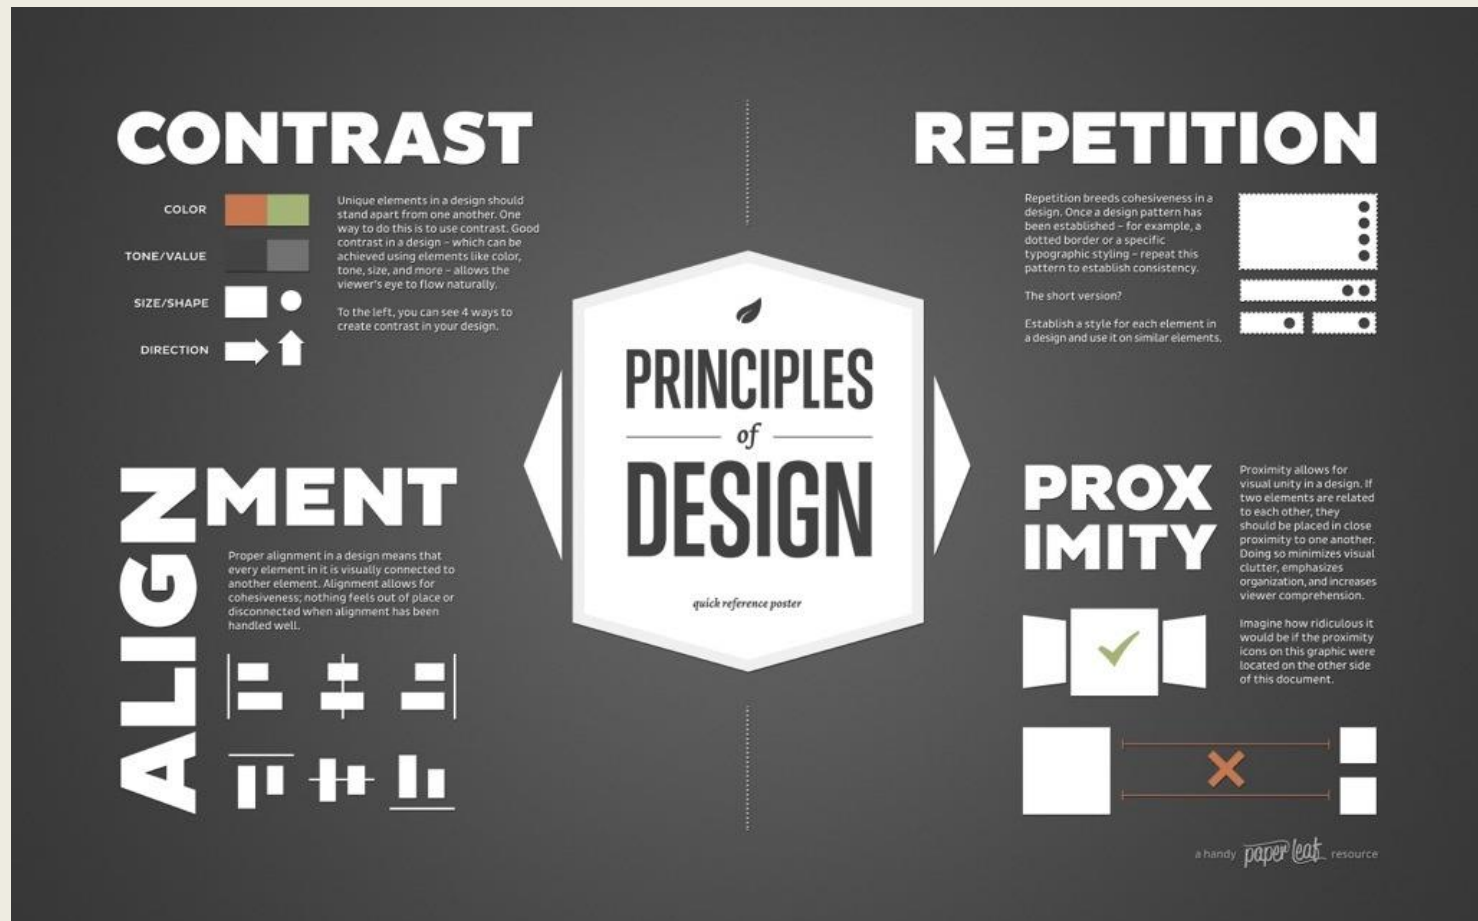 CONTRAST
COLOR
TONE/VALUE
SIZE/SHAPE
DIRECTION
Unique elements in a design should
stand apart from one another. One
way to do this is to use contrast. Good
contrast in a design – which can be
achieved using elements like color,
tone, size, and more – allows the
viewer's eye to flow naturally.
To the left, you can see 4 ways to
create contrast in your design.
REPETITION
Repetition breeds cohesiveness in a
design. Once a design pattern has
been established – for example, a
dotted border or a specific
typographic styling – repeat this
pattern to establish consistency.
The short version?
Establish a style for each element in
a design and use it on similar elements.
PRINCIPLES
of
DESIGN
quick reference poster
ALIGNMENT
Proper alignment in a design means that
every element in it is visually connected to
another element. Alignment allows for
cohesiveness; nothing feels out of place or
disconnected when alignment has been
handled well.
PROX
IMITY
Proximity allows for
visual unity in a design. If
two elements are related
to each other, they
should be placed in close
proximity to one another.
Doing so minimizes visual
clutter, emphasizes
organization, and increases
viewer comprehension.
Imagine how ridiculous it
would be if the proximity
icons on this graphic were
located on the other side
of this document.
a handy paper leaf resource